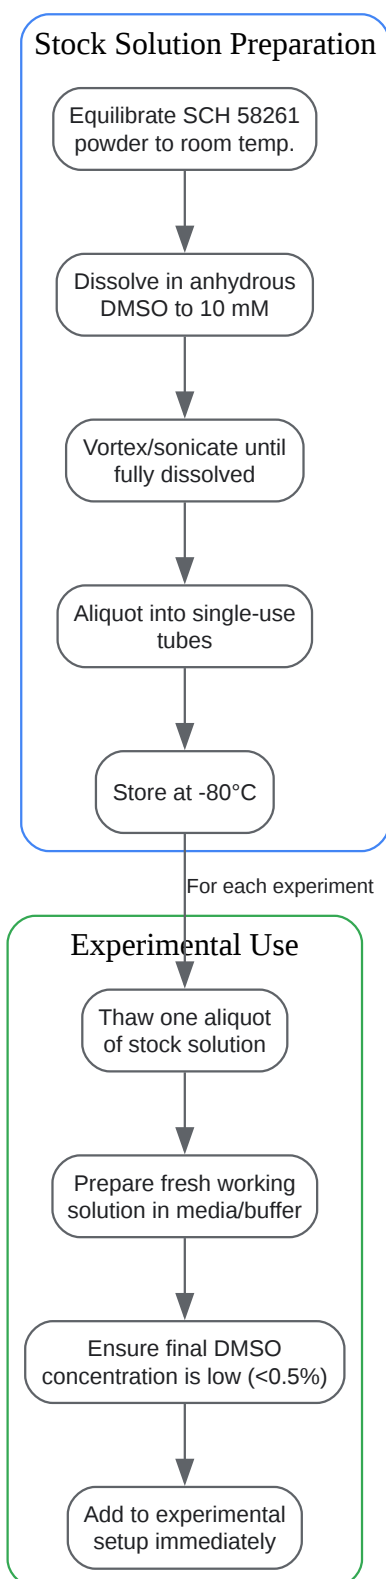 Stock Solution Preparation
Equilibrate SCH 58261
powder to room temp.
Dissolve in anhydrous
DMSO to 10 mM
Vortex/sonicate until
fully dissolved
Aliquot into single-use
tubes
Store at -80°C
For each experiment
Experimental Use
Thaw one aliquot
of stock solution
Prepare fresh working
solution in media/buffer
Ensure final DMSO
concentration is low (<0.5%)
Add to experimental
setup immediately